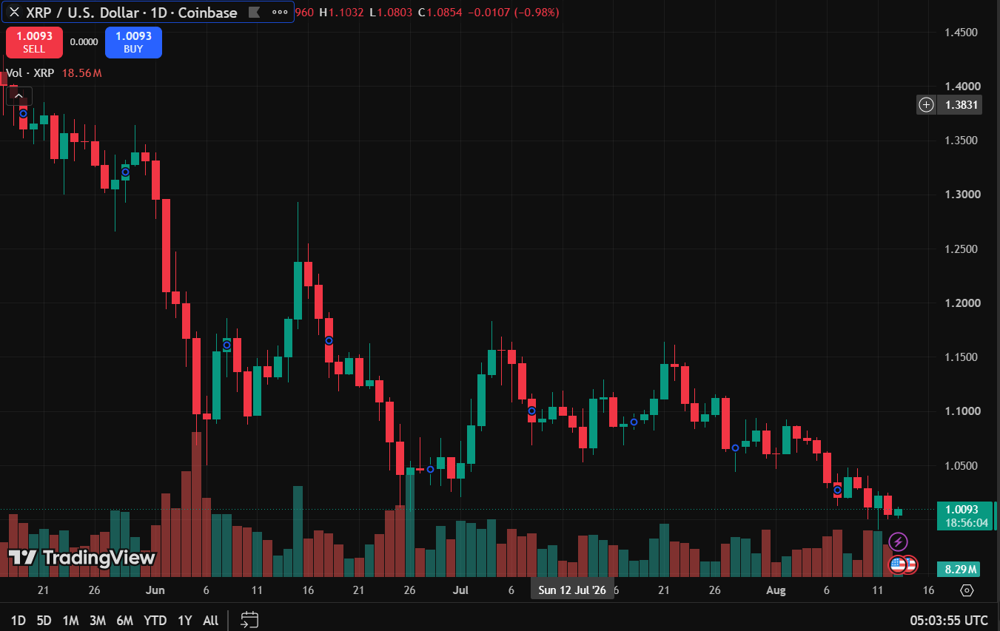 XRP / U.S. Dollar · 1D · Coinbase 960 H1.1032 L1.0803 C1.0854 −0.0107 (−0.98%)
1.0093 SELL 0.0000 1.0093 BUY
Vol · XRP 18.56M
1.4500
1.4000
1.3831
1.3500
1.3000
1.2500
1.2000
1.1500
1.1000
1.0500
1.0093
18:56:04
8.29M
TradingView
21 26 Jun 6 11 16 21 26 Jul 6 Sun 12 Jul '26 6 21 26 Aug 6 11 16
1D 5D 1M 3M 6M YTD 1Y All 05:03:55 UTC